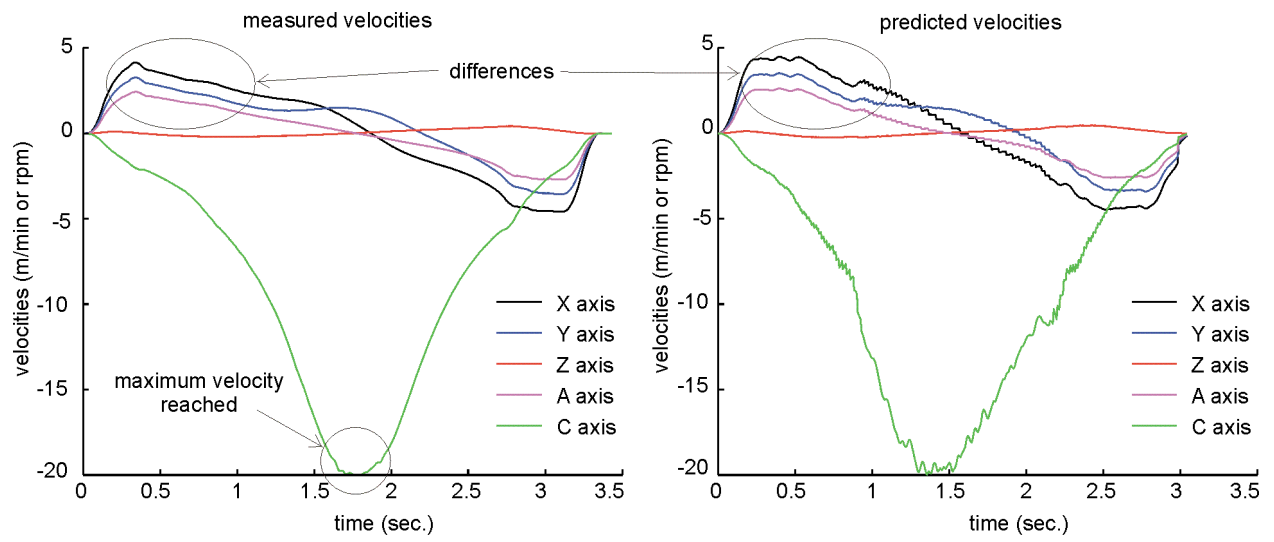 measured velocities
predicted velocities
differences
velocities (m/min or rpm)
5
0
-5
-10
-15
-20
0
0.5
1
1.5
2
2.5
3
3.5
time (sec.)
X axis
Y axis
Z axis
A axis
C axis
maximum velocity
reached
velocities (m/min or rpm)
5
0
-5
-10
-15
-20
0
0.5
1
1.5
2
2.5
3
3.5
time (sec.)
X axis
Y axis
Z axis
A axis
C axis